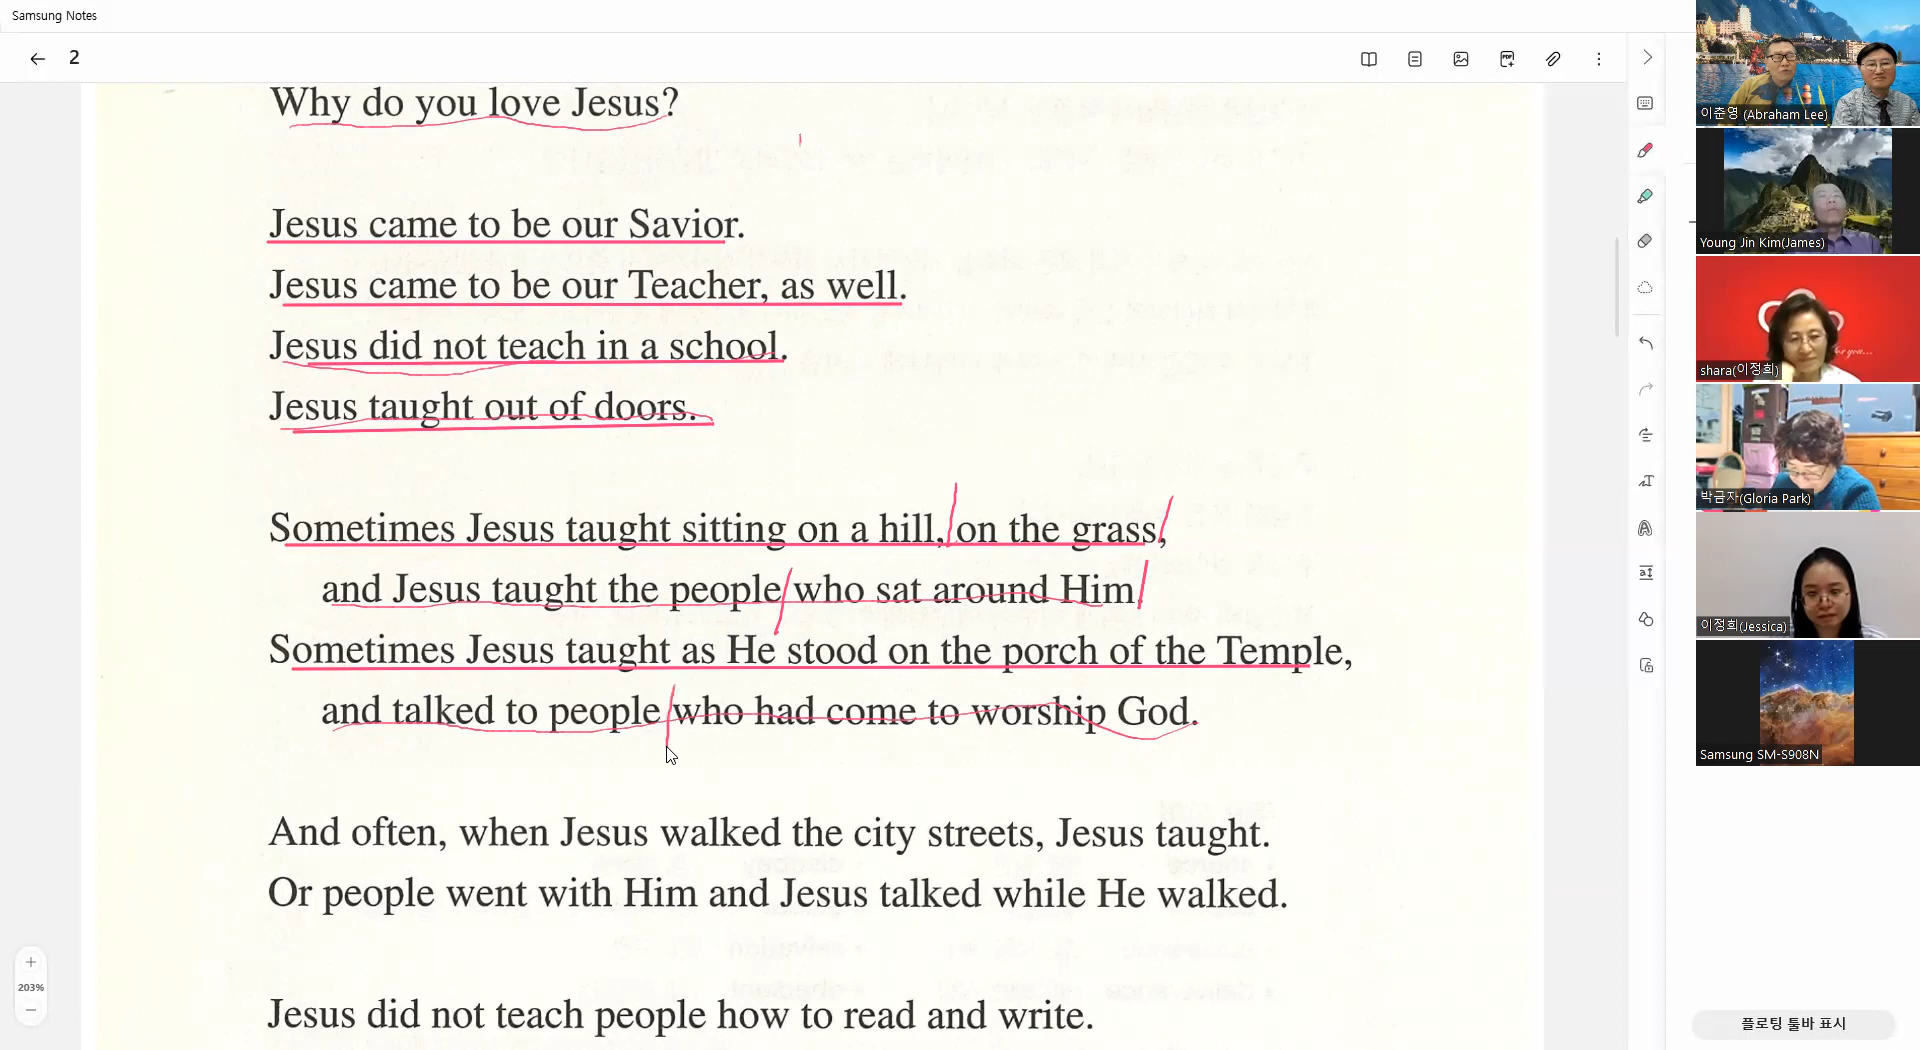 Samsung Notes
2
Why do you love Jesus?
Jesus came to be our Savior.
Jesus came to be our Teacher, as well.
Jesus did not teach in a school.
Jesus taught out of doors.
Sometimes Jesus taught sitting on a hill, on the grass,
and Jesus taught the people who sat around Him.
Sometimes Jesus taught as He stood on the porch of the Temple,
and talked to people who had come to worship God.
And often, when Jesus walked the city streets, Jesus taught.
Or people went with Him and Jesus talked while He walked.
Jesus did not teach people how to read and write.
203%
이춘영 (Abraham Lee)
Young Jin Kim(James)
for you...
shara(이정희)
박금자(Gloria Park)
이정희(Jessica)
Samsung SM-S908N
플로팅 툴바 표시